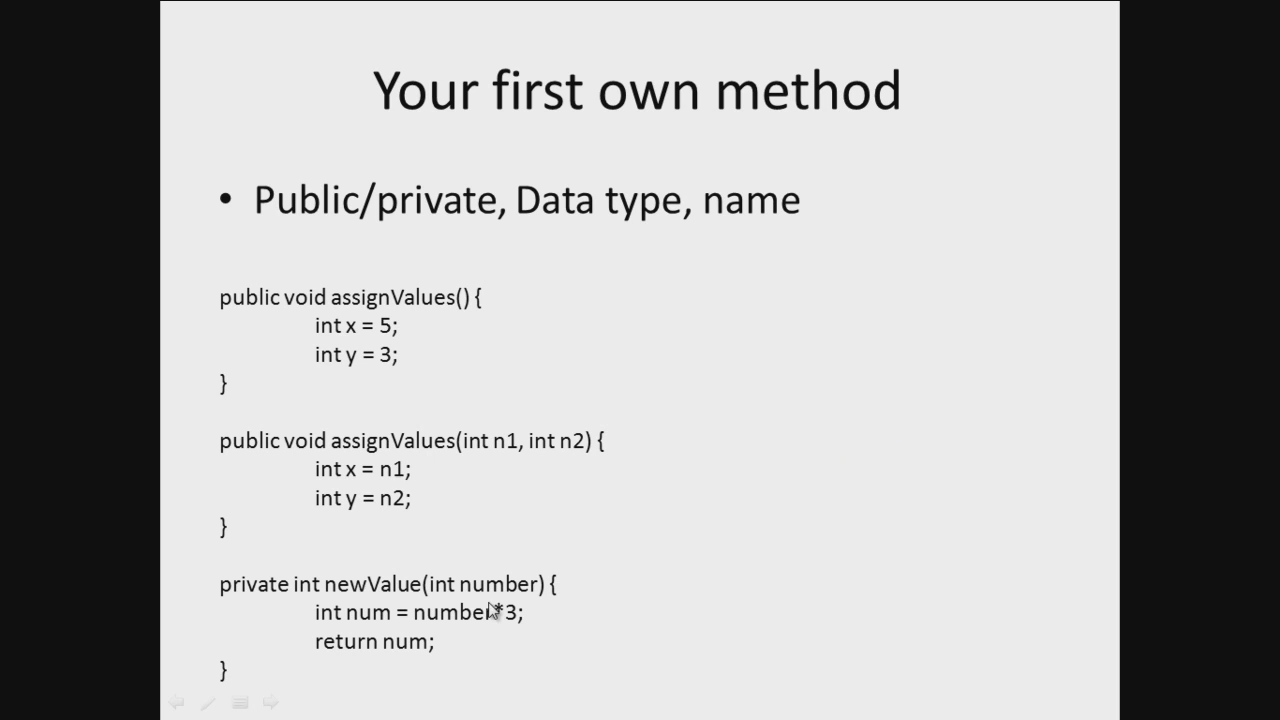 Your first own method
• Public/private, Data type, name
public void assignValues() {
int x = 5;
int y = 3;
}
public void assignValues(int n1, int n2) {
int x = n1;
int y = n2;
}
private int newValue(int number) {
int num = number*3;
return num;
}